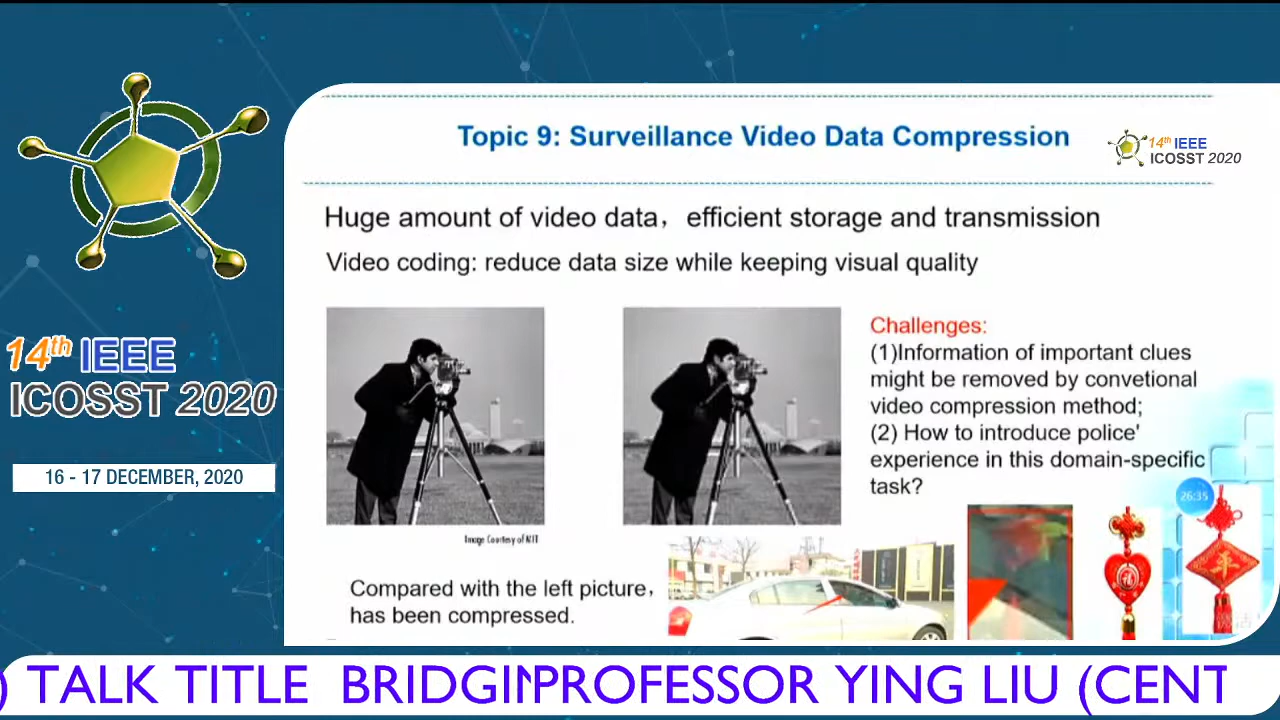 Topic 9: Surveillance Video Data Compression
14th IEEE
ICOSST 2020
Huge amount of video data，efficient storage and transmission
Video coding: reduce data size while keeping visual quality
Challenges:
(1)Information of important clues
might be removed by convetional
video compression method;
(2) How to introduce police'
experience in this domain-specific
task?
Image Courtesy of MIT
26:35
Compared with the left picture，
has been compressed.
14th IEEE
ICOSST 2020
16 - 17 DECEMBER, 2020
) TALK TITLE BRIDGIN PROFESSOR YING LIU (CENT